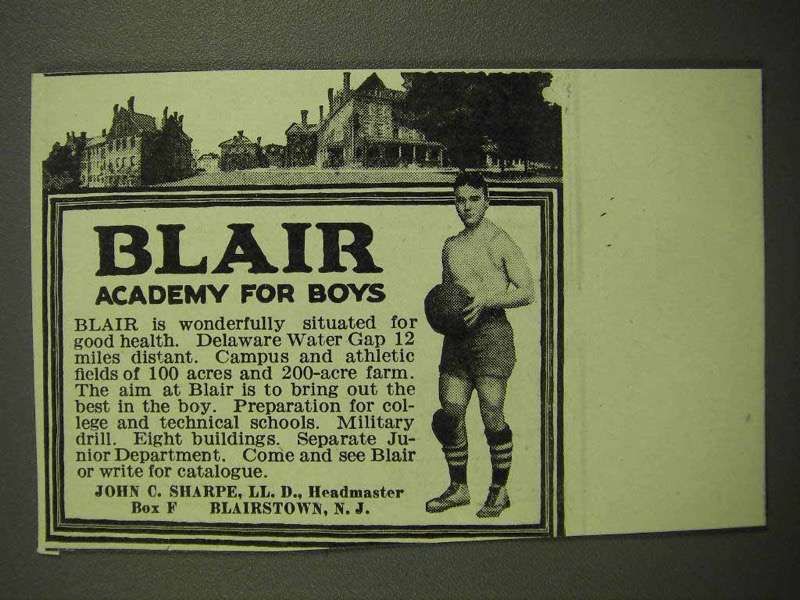 BLAIR
ACADEMY FOR BOYS
BLAIR is wonderfully situated for
good health. Delaware Water Gap 12
miles distant. Campus and athletic
fields of 100 acres and 200-acre farm.
The aim at Blair is to bring out the
best in the boy. Preparation for col-
lege and technical schools. Military
drill. Eight buildings. Separate Ju-
nior Department. Come and see Blair
or write for catalogue.
JOHN C. SHARPE, LL. D., Headmaster
Box F BLAIRSTOWN, N. J.